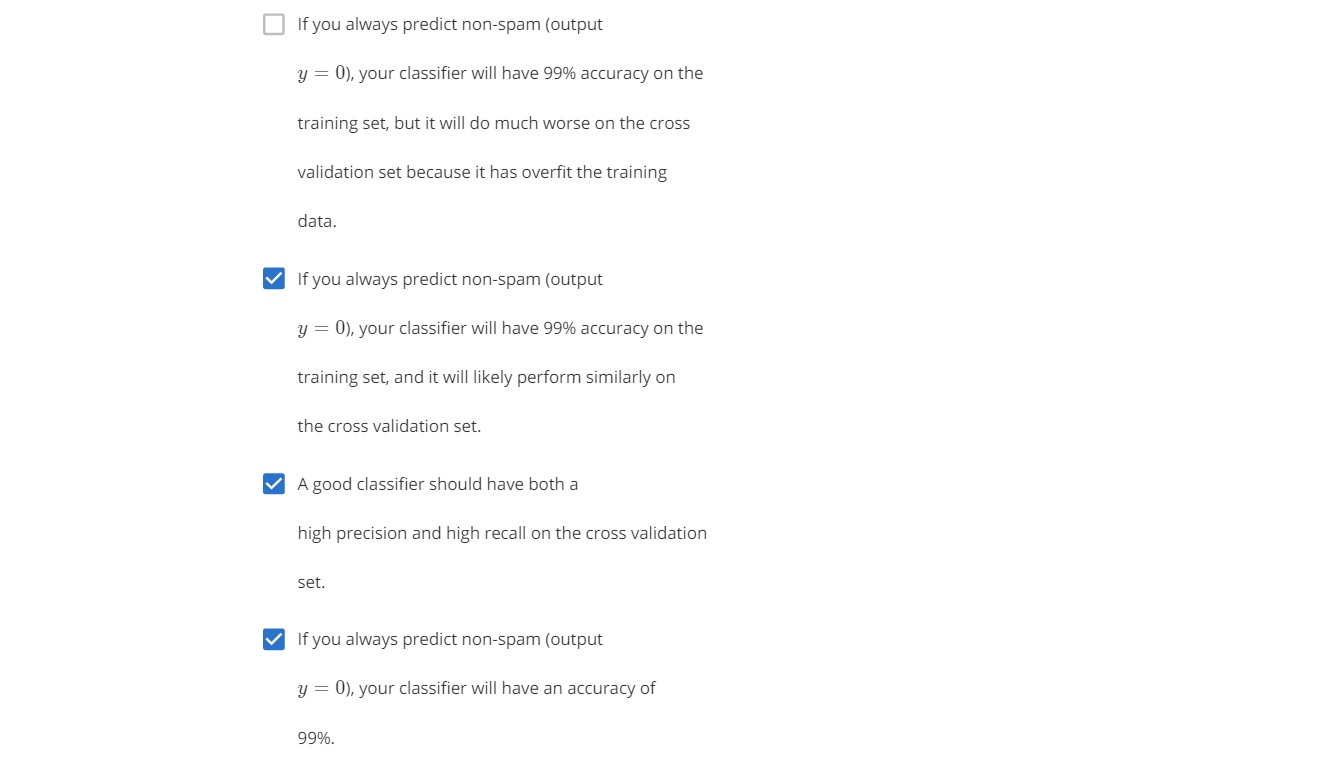 If you always predict non-spam (output
y = 0), your classifier will have 99% accuracy on the
training set, but it will do much worse on the cross
validation set because it has overfit the training
data.
If you always predict non-spam (output
y = 0), your classifier will have 99% accuracy on the
training set, and it will likely perform similarly on
the cross validation set.
A good classifier should have both a
high precision and high recall on the cross validation
set.
If you always predict non-spam (output
y = 0), your classifier will have an accuracy of
99%.